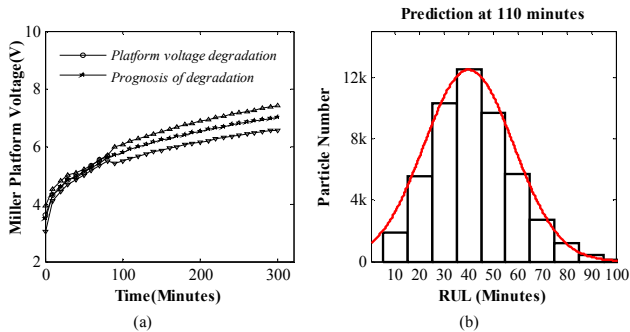 Prediction at 110 minutes
10
8
6
4
2
Miller Platform Voltage(V)
Platform voltage degradation
Prognosis of degradation
0
100
200
300
Time(Minutes)
(a)
12k
8k
4k
0
Particle Number
10 20 30 40 50 60 70 80 90 100
RUL (Minutes)
(b)